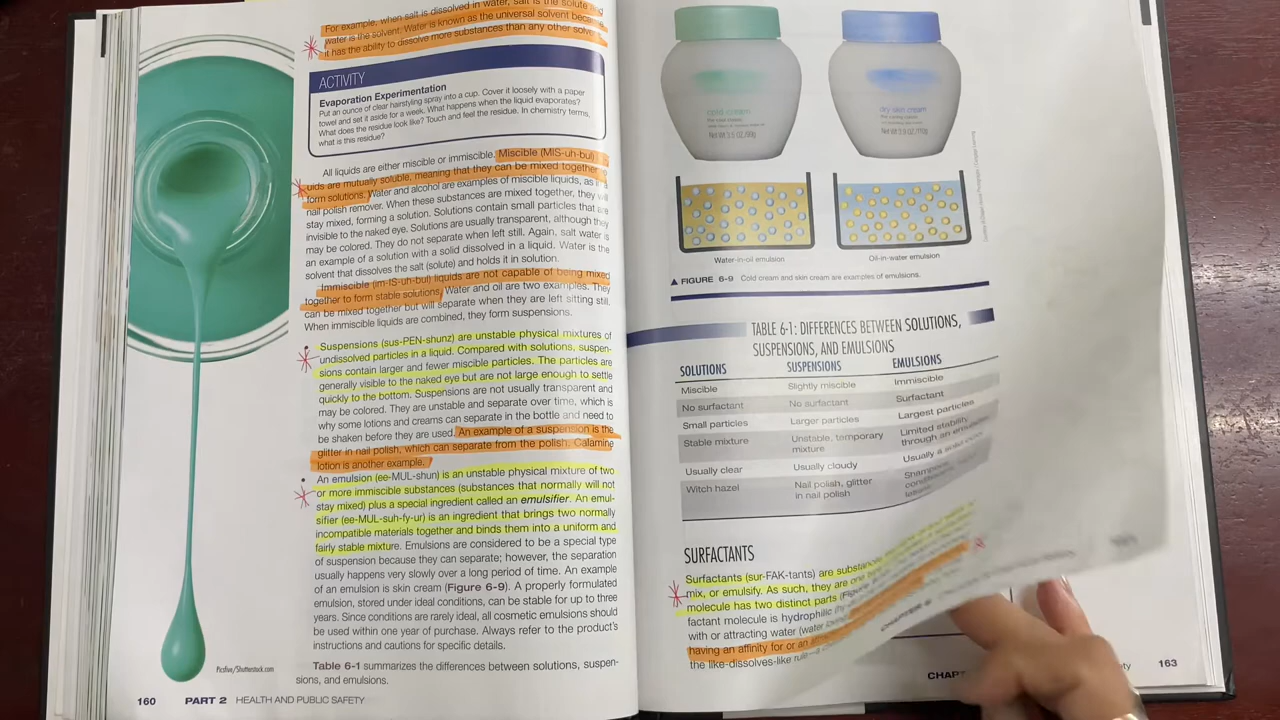 For example, when salt is dissolved in water, salt is the solute
water is the solvent. Water is known as the universal solvent
it has the ability to dissolve more substances than any other
ACTIVITY
Evaporation Experimentation
Put an ounce of clear hairstyling spray into a cup. Cover it loosely with a paper
towel and set it aside for a week. What happens when the liquid evaporates?
What does the residue look like? Touch and feel the residue. In chemistry terms,
what is this residue?
All liquids are either miscible or immiscible. Miscible (MIS-uh-bul)
uids are mutually soluble, meaning that they can be mixed together
form solutions. Water and alcohol are examples of miscible liquids, as
nail polish remover. When these substances are mixed together, they
stay mixed, forming a solution. Solutions contain small particles that are
invisible to the naked eye. Solutions are usually transparent, although they
may be colored. They do not separate when left still. Again, salt water is
an example of a solution with a solid dissolved in a liquid. Water is the
solvent that dissolves the salt (solute) and holds it in solution.
Immiscible (im-IS-uh-bul) liquids are not capable of being mixed
together to form stable solutions. Water and oil are two examples. They
can be mixed together but will separate when they are left sitting still.
When immiscible liquids are combined, they form suspensions.
• Suspensions (sus-PEN-shunz) are unstable physical mixtures of
undissolved particles in a liquid. Compared with solutions, suspen-
sions contain larger and fewer miscible particles. The particles are
generally visible to the naked eye but are not large enough to settle
quickly to the bottom. Suspensions are not usually transparent and
may be colored. They are unstable and separate over time, which is
why some lotions and creams can separate in the bottle and need to
be shaken before they are used. An example of a suspension is the
glitter in nail polish, which can separate from the polish. Calamine
lotion is another example.
• An emulsion (ee-MUL-shun) is an unstable physical mixture of two
or more immiscible substances (substances that normally will not
stay mixed) plus a special ingredient called an emulsifier. An emul-
sifier (ee-MUL-suh-fy-ur) is an ingredient that brings two normally
incompatible materials together and binds them into a uniform and
fairly stable mixture. Emulsions are considered to be a special type
of suspension because they can separate; however, the separation
usually happens very slowly over a long period of time. An example
of an emulsion is skin cream (Figure 6-9). A properly formulated
emulsion, stored under ideal conditions, can be stable for up to three
years. Since conditions are rarely ideal, all cosmetic emulsions should
be used within one year of purchase. Always refer to the product's
instructions and cautions for specific details.
Table 6-1 summarizes the differences between solutions, suspen-
sions, and emulsions.
Picsfive/Shutterstock.com
160 PART 2 HEALTH AND PUBLIC SAFETY
cold cream
dry skin cream
Water-in-oil emulsion
Oil-in-water emulsion
▲ FIGURE 6-9 Cold cream and skin cream are examples of emulsions.
TABLE 6-1: DIFFERENCES BETWEEN SOLUTIONS,
SUSPENSIONS, AND EMULSIONS
SOLUTIONS SUSPENSIONS EMULSIONS
Miscible Slightly miscible Immiscible
No surfactant No surfactant Surfactant
Small particles Larger particles Largest particles
Stable mixture Unstable, temporary mixture Limited stability through an
Usually clear Usually cloudy Usually a solid
Witch hazel Nail polish, glitter in nail polish
SURFACTANTS
Surfactants (sur-FAK-tants) are
mix, or emulsify. As such, they are one
molecule has two distinct parts
factant molecule is hydrophilic
with or attracting water (water
having an affinity for or an
the like-dissolves-like
163